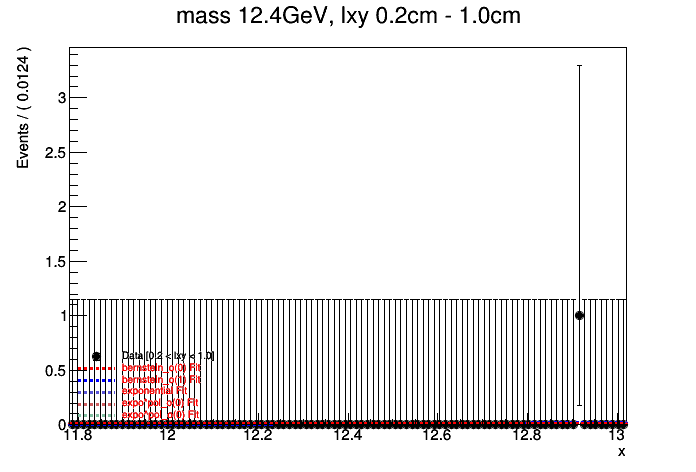 mass 12.4GeV, lxy 0.2cm - 1.0cm
Events / ( 0.0124 )
3
2.5
2
1.5
1
0.5
0
Data [0.2 < lxy < 1.0]
bernstein_o(0) Fit
bernstein_o(1) Fit
exponential Fit
11.8 12 12.2 12.4 12.6 12.8 13
x